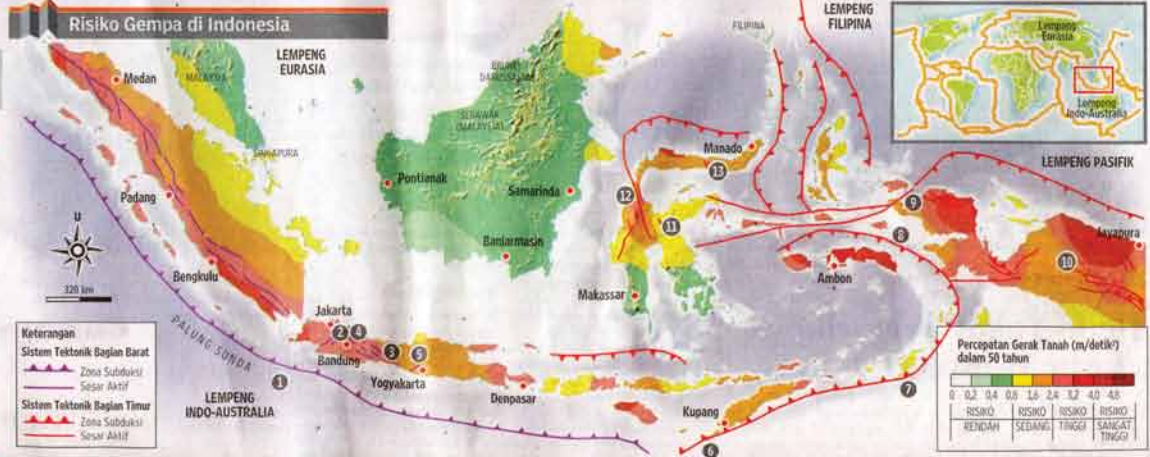 Risiko Gempa di Indonesia
LEMPENG
EURASIA
LEMPENG
FILIPINA
FILIPINA
Lempeng
Eurasia
Lempeng
Indo-Australia
LEMPENG PASIFIK
MALAYSIA
BRUNEI
DARUSSALAM
SERAWAK
(MALAYSIA)
SINGAPURA
Medan
Padang
Bengkulu
Pontianak
Samarinda
Banjarmasin
Manado
Makassar
Ambon
Jayapura
Jakarta
Bandung
Yogyakarta
Denpasar
Kupang
1
2
3
4
5
6
7
8
9
10
11
12
13
U
320 km
PALUNG SUNDA
LEMPENG
INDO-AUSTRALIA
Keterangan
Sistem Tektonik Bagian Barat
Zona Subduksi
Sesar Aktif
Sistem Tektonik Bagian Timur
Zona Subduksi
Sesar Aktif
Percepatan Gerak Tanah (m/detik²)
dalam 50 tahun
0 0,2 0,4 0,8 1,6 2,4 3,2 4,0 4,8
RISIKO RENDAH
RISIKO SEDANG
RISIKO TINGGI
RISIKO SANGAT TINGGI